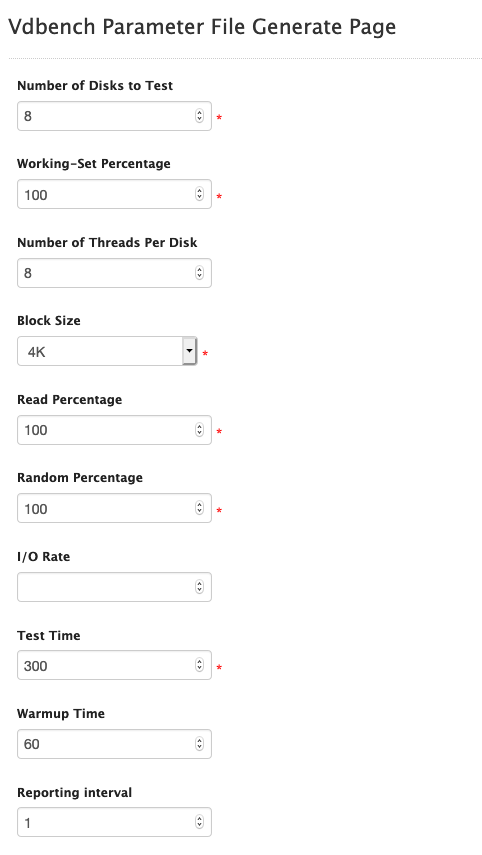 Vdbench Parameter File Generate Page
Number of Disks to Test
8 *
Working-Set Percentage
100 *
Number of Threads Per Disk
8
Block Size
4K *
Read Percentage
100 *
Random Percentage
100 *
I/O Rate
Test Time
300 *
Warmup Time
60
Reporting interval
1